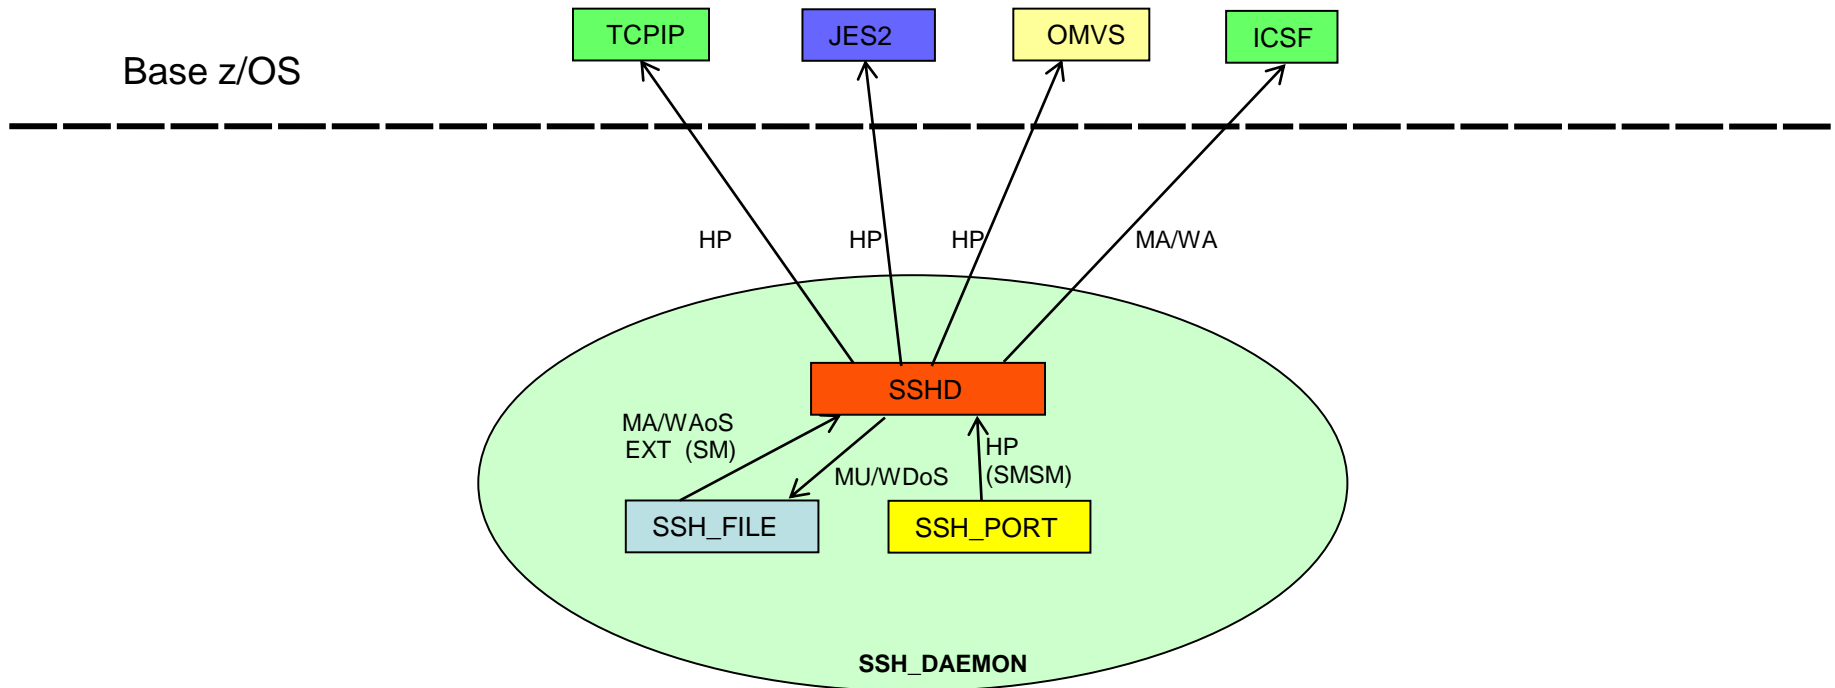 TCPIP
JES2
OMVS
ICSF
Base z/OS
HP
HP
HP
MA/WA
SSHD
MA/WAoS
EXT (SM)
MU/WDoS
HP
(SMSM)
SSH_FILE
SSH_PORT
SSH_DAEMON